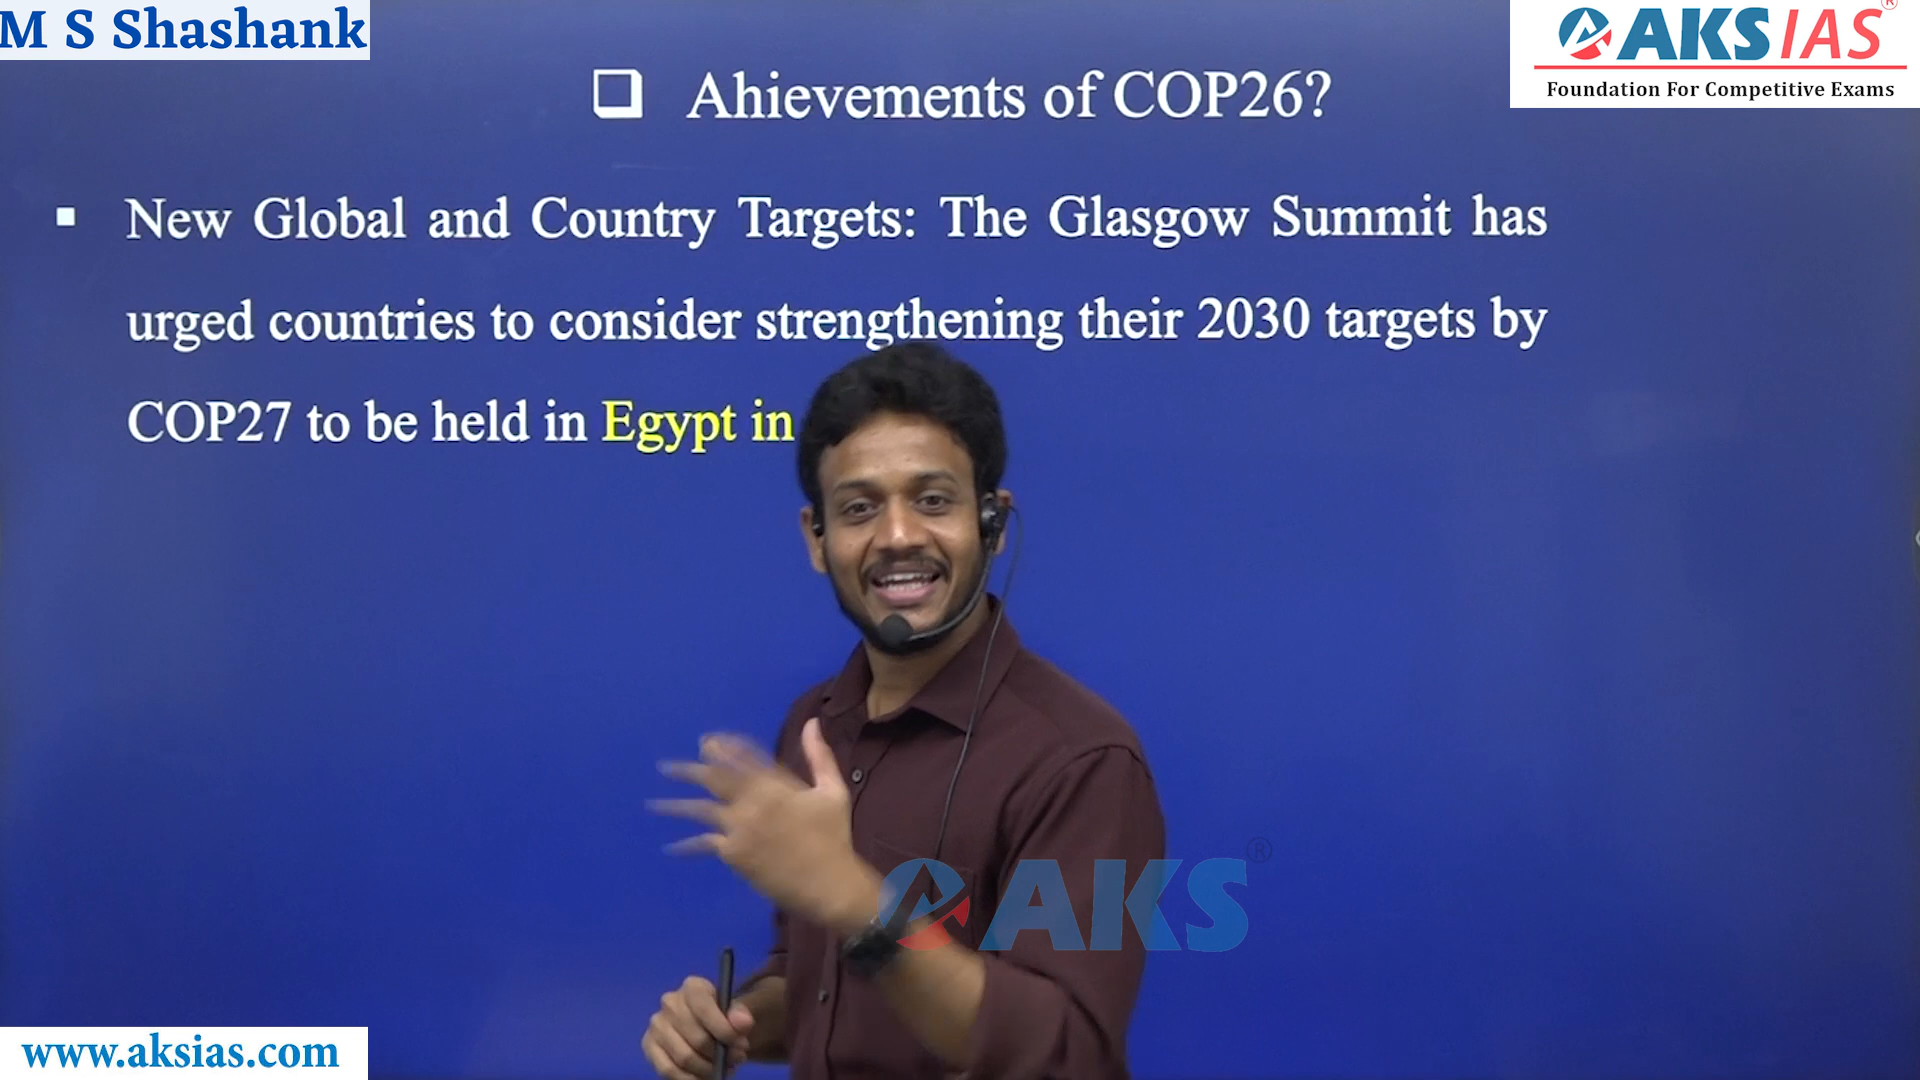 M S Shashank
AKS IAS ®
Foundation For Competitive Exams
❑ Ahievements of COP26?
▪ New Global and Country Targets: The Glasgow Summit has
urged countries to consider strengthening their 2030 targets by
COP27 to be held in Egypt in
AKS ®
www.aksias.com